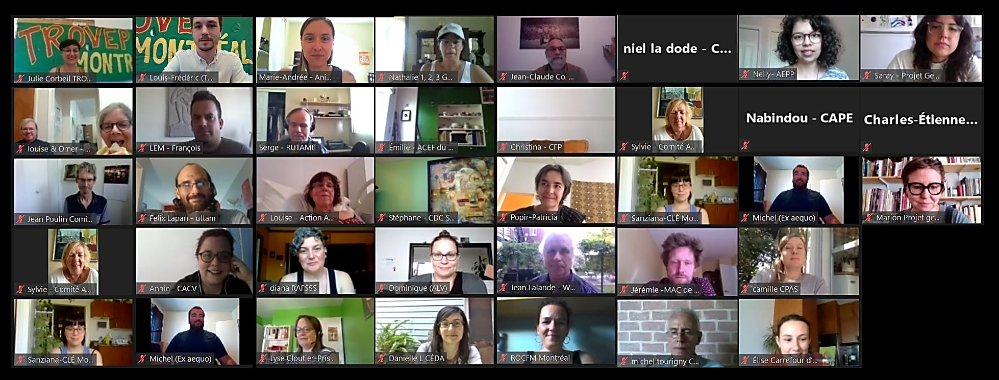 TROVEP
MONTR
Julie Corbeil TRO...
OVE
MONTRÉAL
Louis-Frédéric (T...
Marie-Andrée - Ani...
Nathalie 1, 2, 3 G...
Jean-Claude Co. ...
niel la dode - C...
Nelly- AEPP
Saray - Projet Ge...
louise & Omer - ...
LEM - François
Serge - RUTAMtl
Émilie - ACEF du ...
Christina - CFP
Sylvie - Comité A...
Nabindou - CAPE
Charles-Étienne...
Jean Poulin Comi...
Felix Lapan - uttam
Louise - Action A...
Stéphane - CDC S...
Popir-Patricia
Sanziana-CLÉ Mo...
Michel (Ex aequo)
Marion Projet ge...
Sylvie - Comité A...
Annie - CACV
diana RAFSSS
Dominique (ALV)
Jean Lalande - W...
Jérémie -MAC de ...
camille CPAS
Sanziana-CLÉ Mo...
Michel (Ex aequo)
Lyse Cloutier-Pris...
Danielle L CÉDA
ROCFM Montréal
michel tourigny C...
Élise Carrefour d'...